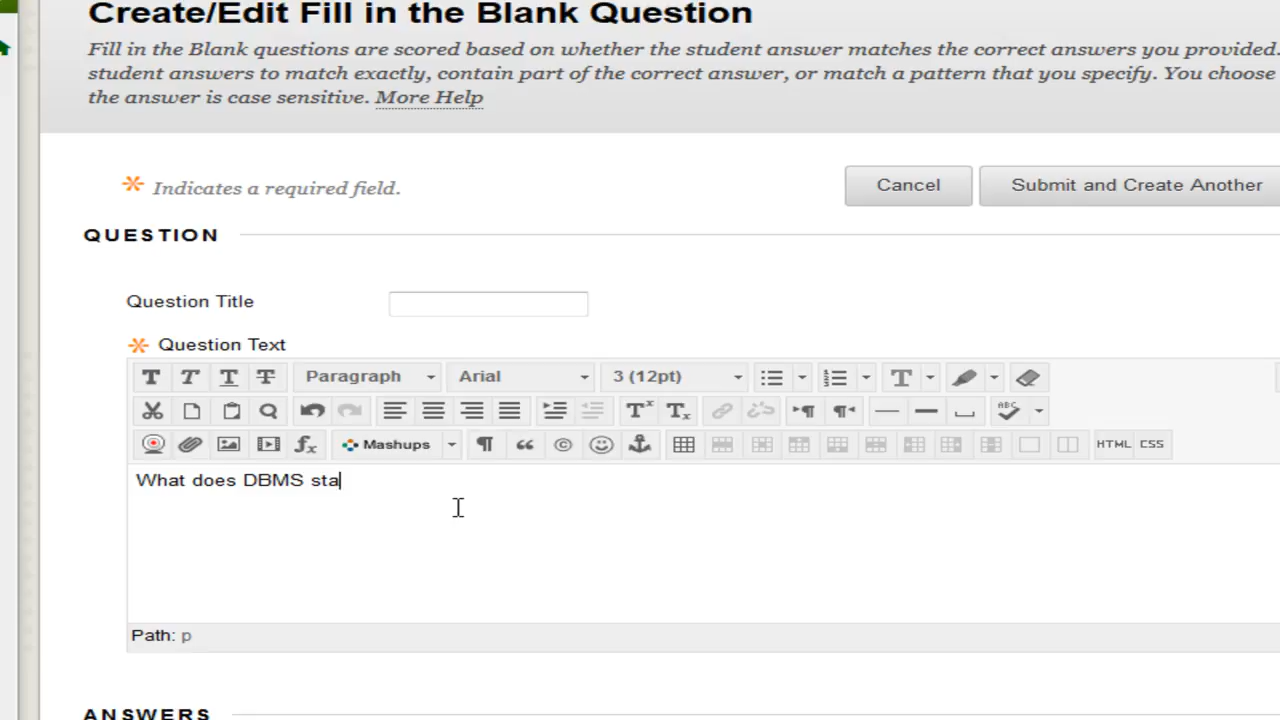 Create/Edit Fill in the Blank Question
Fill in the Blank questions are scored based on whether the student answer matches the correct answers you provided.
student answers to match exactly, contain part of the correct answer, or match a pattern that you specify. You choose
the answer is case sensitive. More Help
Indicates a required field.
Cancel
Submit and Create Another
QUESTION
Question Title
Question Text
T T T T Paragraph Arial 3 (12pt) T
Tx Tx ABC
fx Mashups HTML CSS
What does DBMS sta
Path: p
ANSWERS